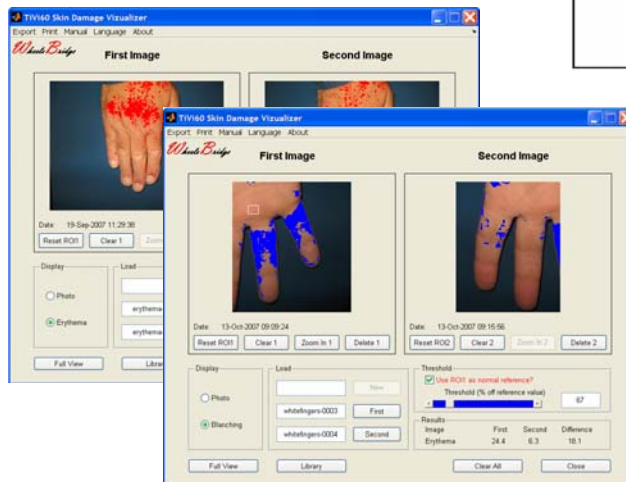 TiVi60 Skin Damage Vizualizer
Export Print Manual Language About
WheelsBridge
First Image
Second Image
Date: 19-Sep-2007 11:29:38
Reset ROI1
Clear 1
Display
Photo
Erythema
Load
Full View
TiVi60 Skin Damage Vizualizer
Export Print Manual Language About
WheelsBridge
First Image
Second Image
Date: 13-Oct-2007 09:09:24
Reset ROI1
Clear 1
Zoom In 1
Delete 1
Date: 13-Oct-2007 09:15:56
Reset ROI2
Clear 2
Zoom In 2
Delete 2
Display
Photo
Blanching
Load
New
whitefingers-0003
First
whitefingers-0004
Second
Threshold
Use ROI1 as normal reference?
Threshold (% off reference value)
67
Results
Image First Second Difference
Erythema 24.4 6.3 18.1
Full View
Library
Clear All
Close